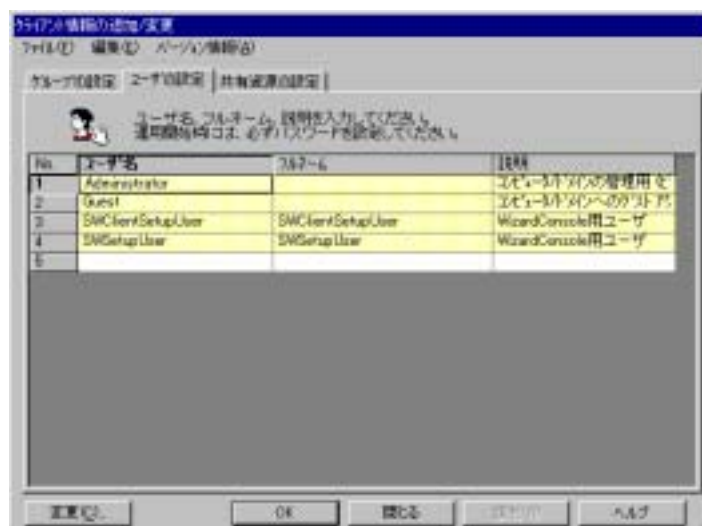 クライアント情報の追加/変更
ファイル(F) 編集(E) バージョン情報(A)
グループの設定 ユーザの設定 共有資源の設定
ユーザ名、フルネーム、説明を入力してください。
運用開始時には、必ずパスワードを設定してください。
No. ユーザ名 フルネーム 説明
1 Administrator コンピュータ/ドメインの管理用
2 Guest コンピュータ/ドメインへのゲスト
3 SWClientSetupUser SWClientSetupUser WizardConsole用ユーザ
4 SWSetupUser SWSetupUser WizardConsole用ユーザ
5
変更(C)... OK 閉じる ヘルプ